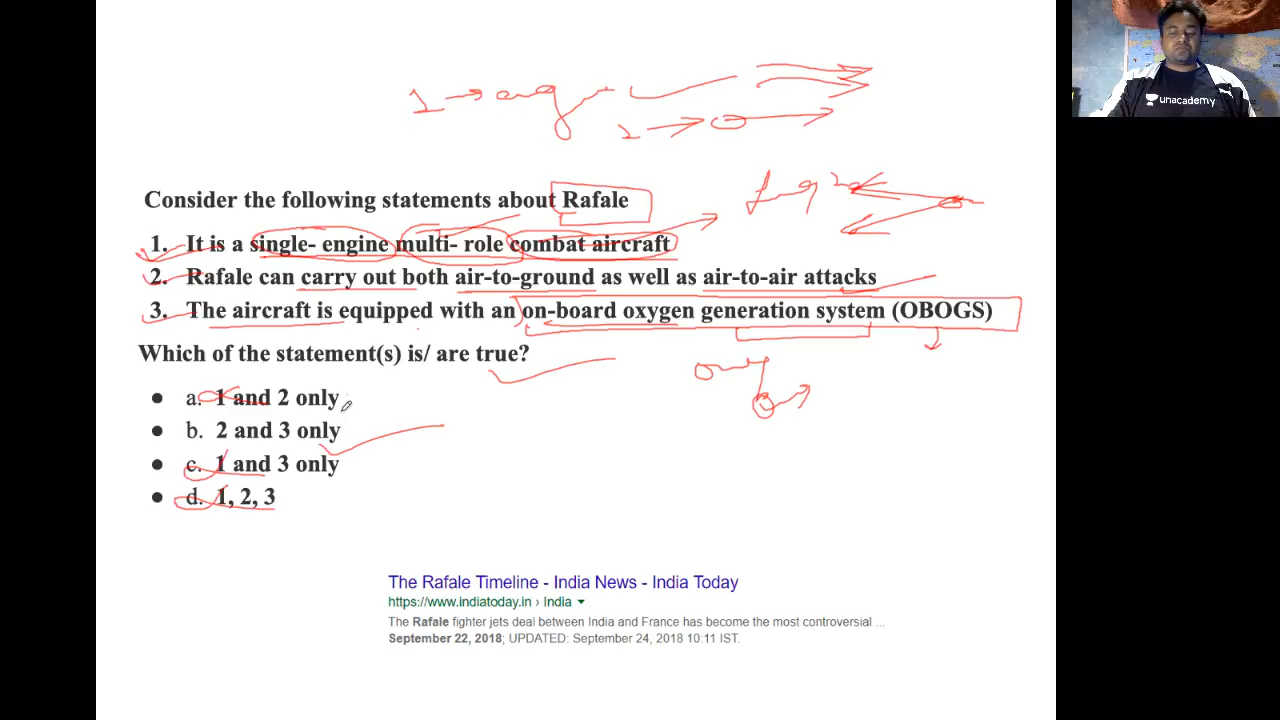 unacademy
1 → engine
2 →
Consider the following statements about Rafale
1. It is a single- engine multi- role combat aircraft
2. Rafale can carry out both air-to-ground as well as air-to-air attacks
3. The aircraft is equipped with an on-board oxygen generation system (OBOGS)
Which of the statement(s) is/ are true?
• a. 1 and 2 only
• b. 2 and 3 only
• c. 1 and 3 only
• d. 1, 2, 3
The Rafale Timeline - India News - India Today
https://www.indiatoday.in › India
The Rafale fighter jets deal between India and France has become the most controversial ...
September 22, 2018; UPDATED: September 24, 2018 10:11 IST.